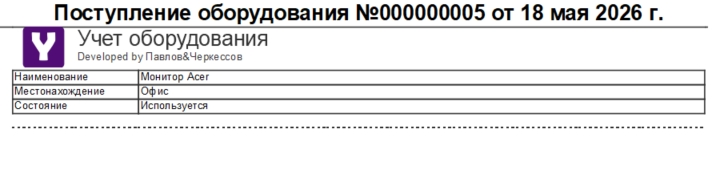 Поступление оборудования №000000005 от 18 мая 2026 г.
Y
Учет оборудования
Developed by Павлов&Черкессов
Наименование Монитор Acer
Местонахождение Офис
Состояние Используется